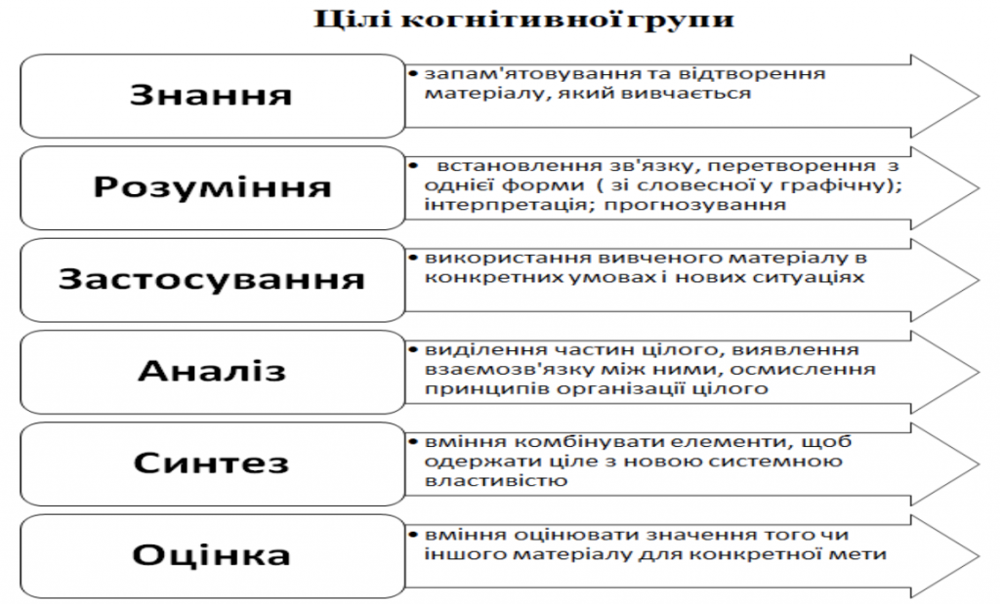 Цілі когнітивної групи
Знання
• запам'ятовування та відтворення
матеріалу, який вивчається
Розуміння
• встановлення зв'язку, перетворення з
однієї форми ( зі словесної у графічну);
інтерпретація; прогнозування
Застосування
• використання вивченого матеріалу в
конкретних умовах і нових ситуаціях
Аналіз
• виділення частин цілого, виявлення
взаємозв'язку між ними, осмислення
принципів організації цілого
Синтез
• вміння комбінувати елементи, щоб
одержати ціле з новою системною
властивістю
Оцінка
• вміння оцінювати значення того чи
іншого матеріалу для конкретної мети